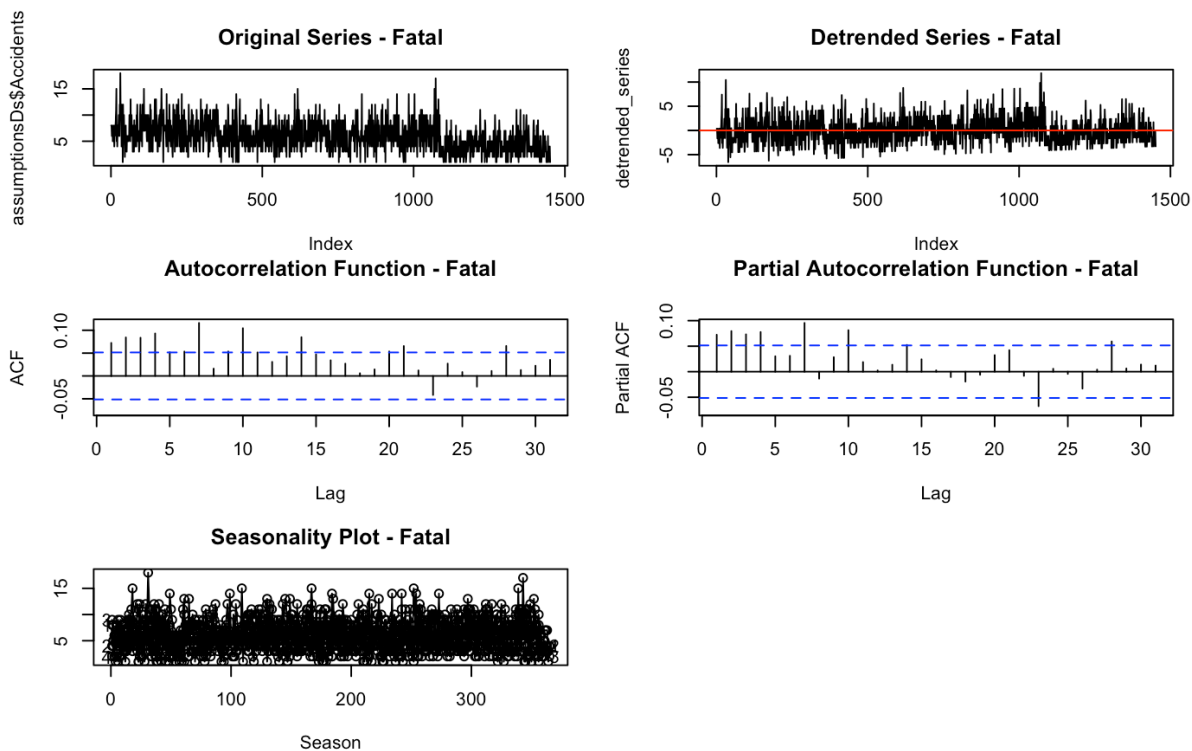 Original Series - Fatal
assumptionsDs$Accidents
15
5
0 500 1000 1500
Index
Detrended Series - Fatal
detrended_series
5
-5
0 500 1000 1500
Index
Autocorrelation Function - Fatal
ACF
0.10
-0.05
0 5 10 15 20 25 30
Lag
Partial Autocorrelation Function - Fatal
Partial ACF
0.10
-0.05
0 5 10 15 20 25 30
Lag
Seasonality Plot - Fatal
15
5
0 100 200 300
Season